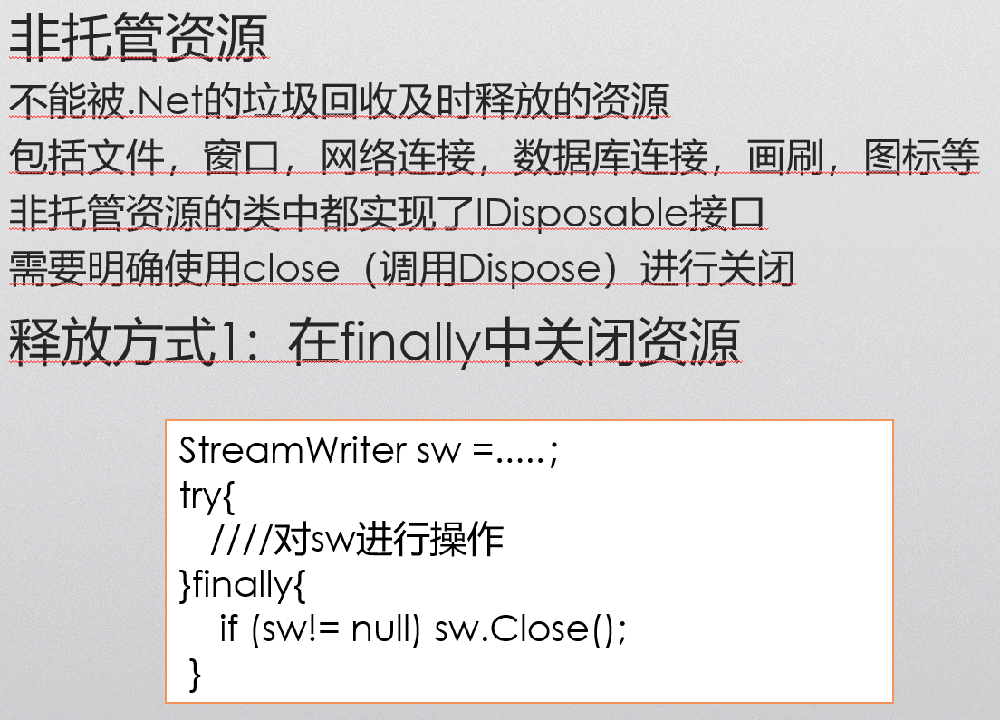 非托管资源
不能被.Net的垃圾回收及时释放的资源
包括文件，窗口，网络连接，数据库连接，画刷，图标等
非托管资源的类中都实现了IDisposable接口
需要明确使用close（调用Dispose）进行关闭
释放方式1：在finally中关闭资源
StreamWriter sw =.....;
try{
////对sw进行操作
}finally{
if (sw!= null) sw.Close();
}